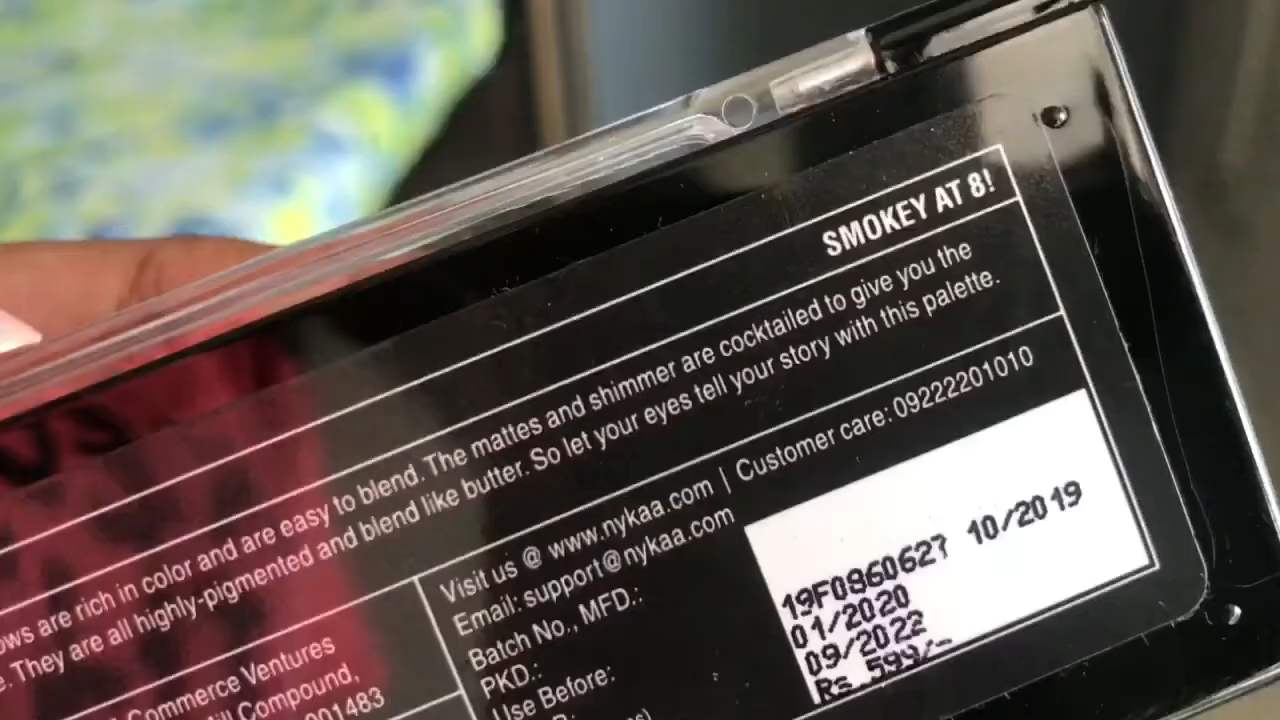 SMOKEY AT 8!
ows are rich in color and are easy to blend. The mattes and shimmer are cocktailed to give you the
e. They are all highly-pigmented and blend like butter. So let your eyes tell your story with this palette.
Commerce Ventures
Mill Compound,
001483
Visit us @ www.nykaa.com | Customer care: 09222201010
Email: support@nykaa.com
Batch No., MFD.:
PKD.:
Use Before:
19F0860627 10/2019
01/2020
09/2022
Rs 599/-